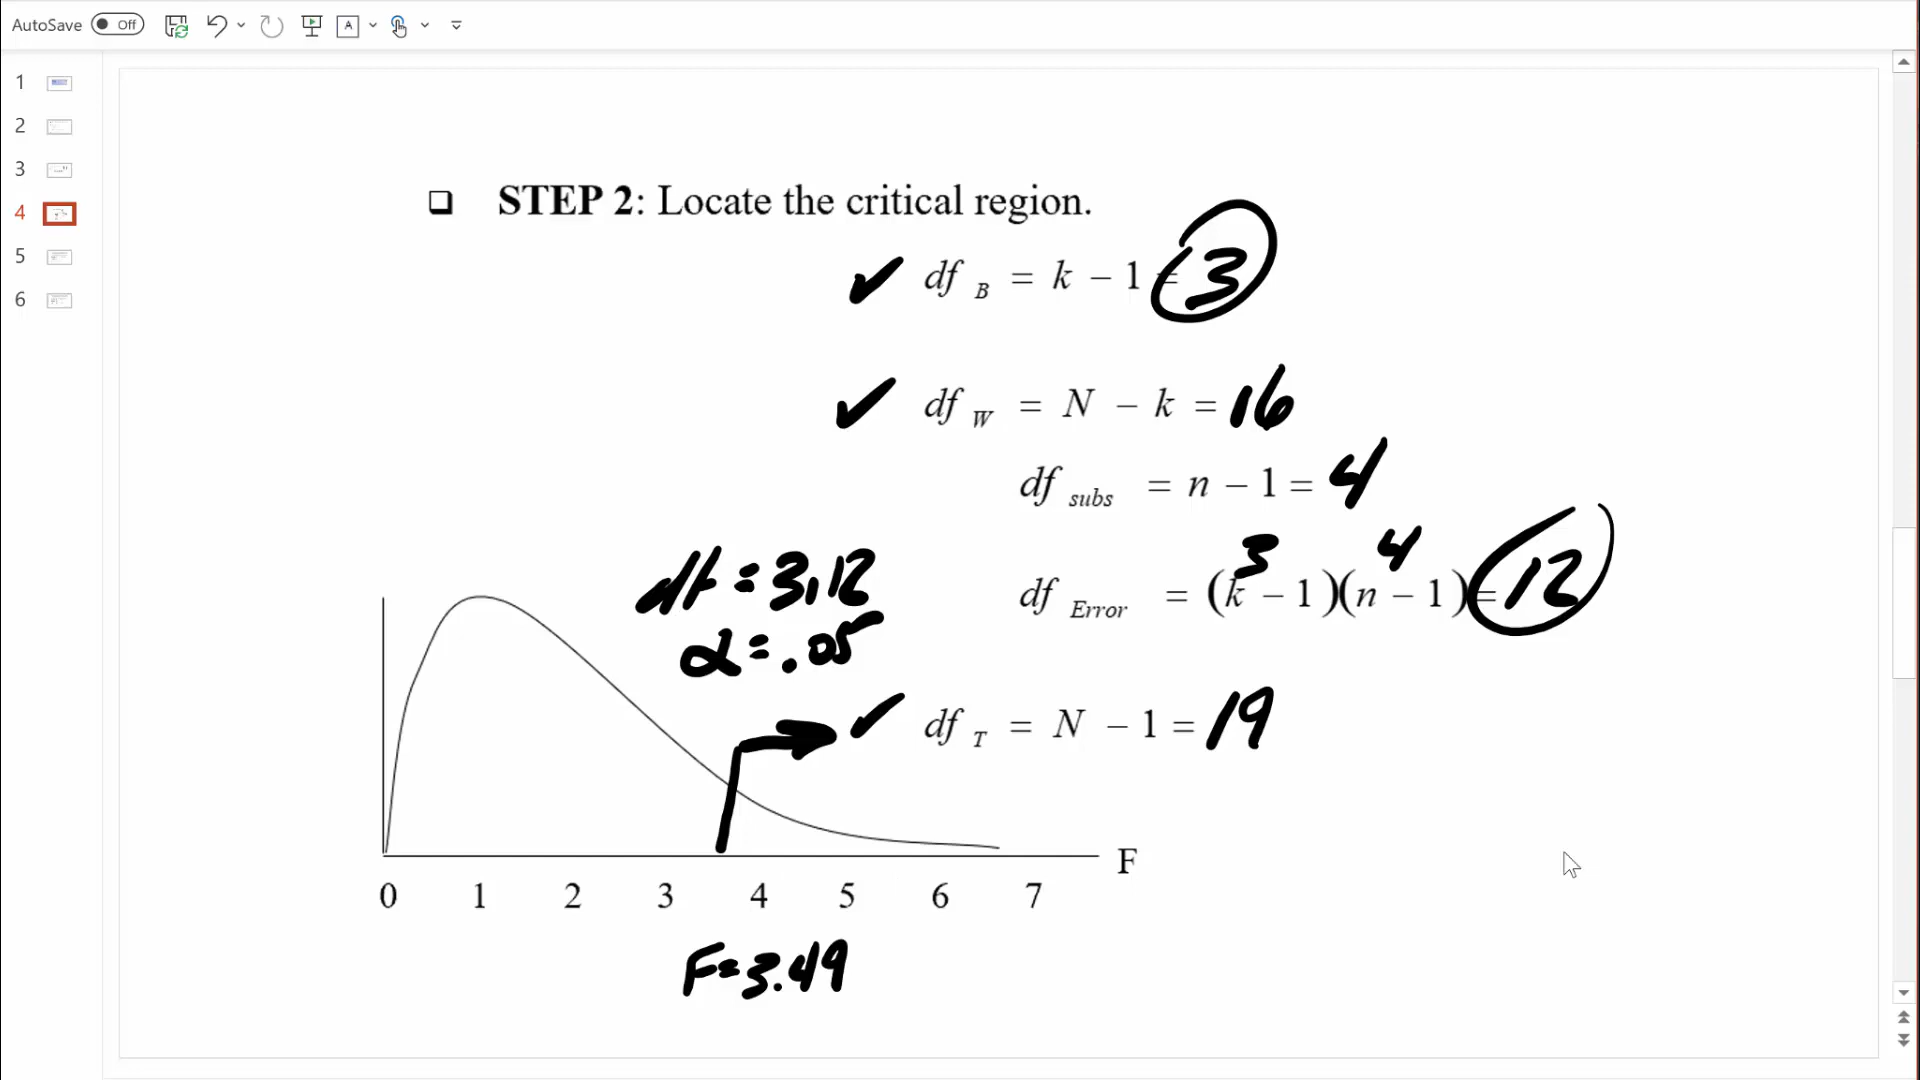 AutoSave Off A
1
2
3
4
5
6
❑ STEP 2: Locate the critical region.
✓ df B = k − 1 = 3
✓ df W = N − k = 16
df subs = n − 1 = 4
3 4
df Error = (k − 1)(n − 1) = 12
df = 3,12
α = .05
✓ df T = N − 1 = 19
F
0 1 2 3 4 5 6 7
F=3.49